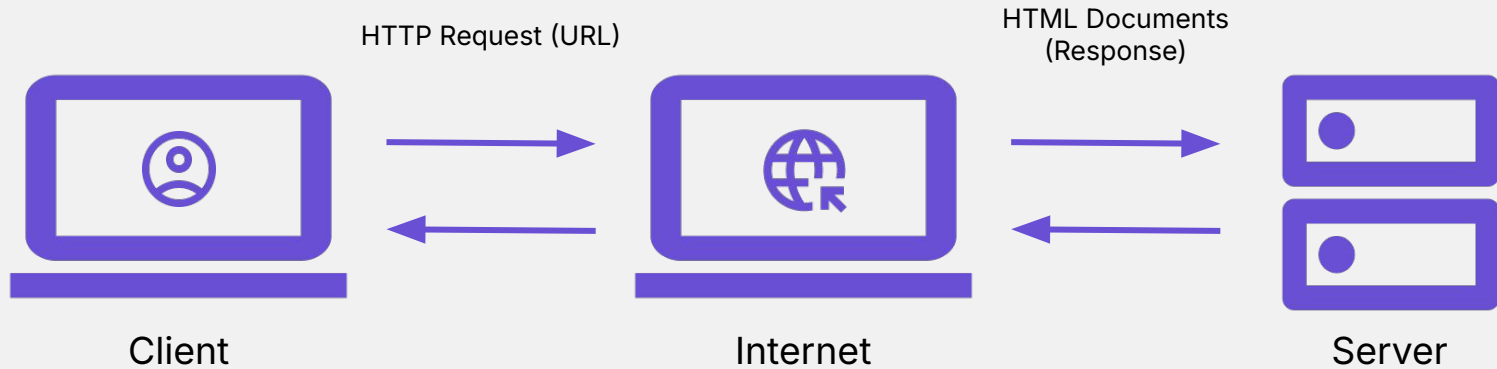 HTTP Request (URL)
HTML Documents
(Response)
Client
Internet
Server